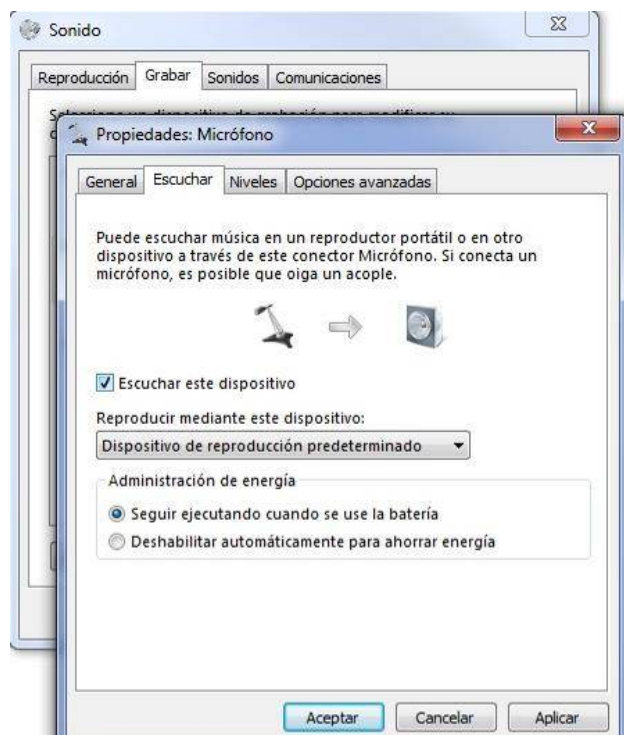 Sonido
Reproducción Grabar Sonidos Comunicaciones
Propiedades: Micrófono
General Escuchar Niveles Opciones avanzadas
Puede escuchar música en un reproductor portátil o en otro
dispositivo a través de este conector Micrófono. Si conecta un
micrófono, es posible que oiga un acople.
Escuchar este dispositivo
Reproducir mediante este dispositivo:
Dispositivo de reproducción predeterminado
Administración de energía
Seguir ejecutando cuando se use la batería
Deshabilitar automáticamente para ahorrar energía
Aceptar Cancelar Aplicar